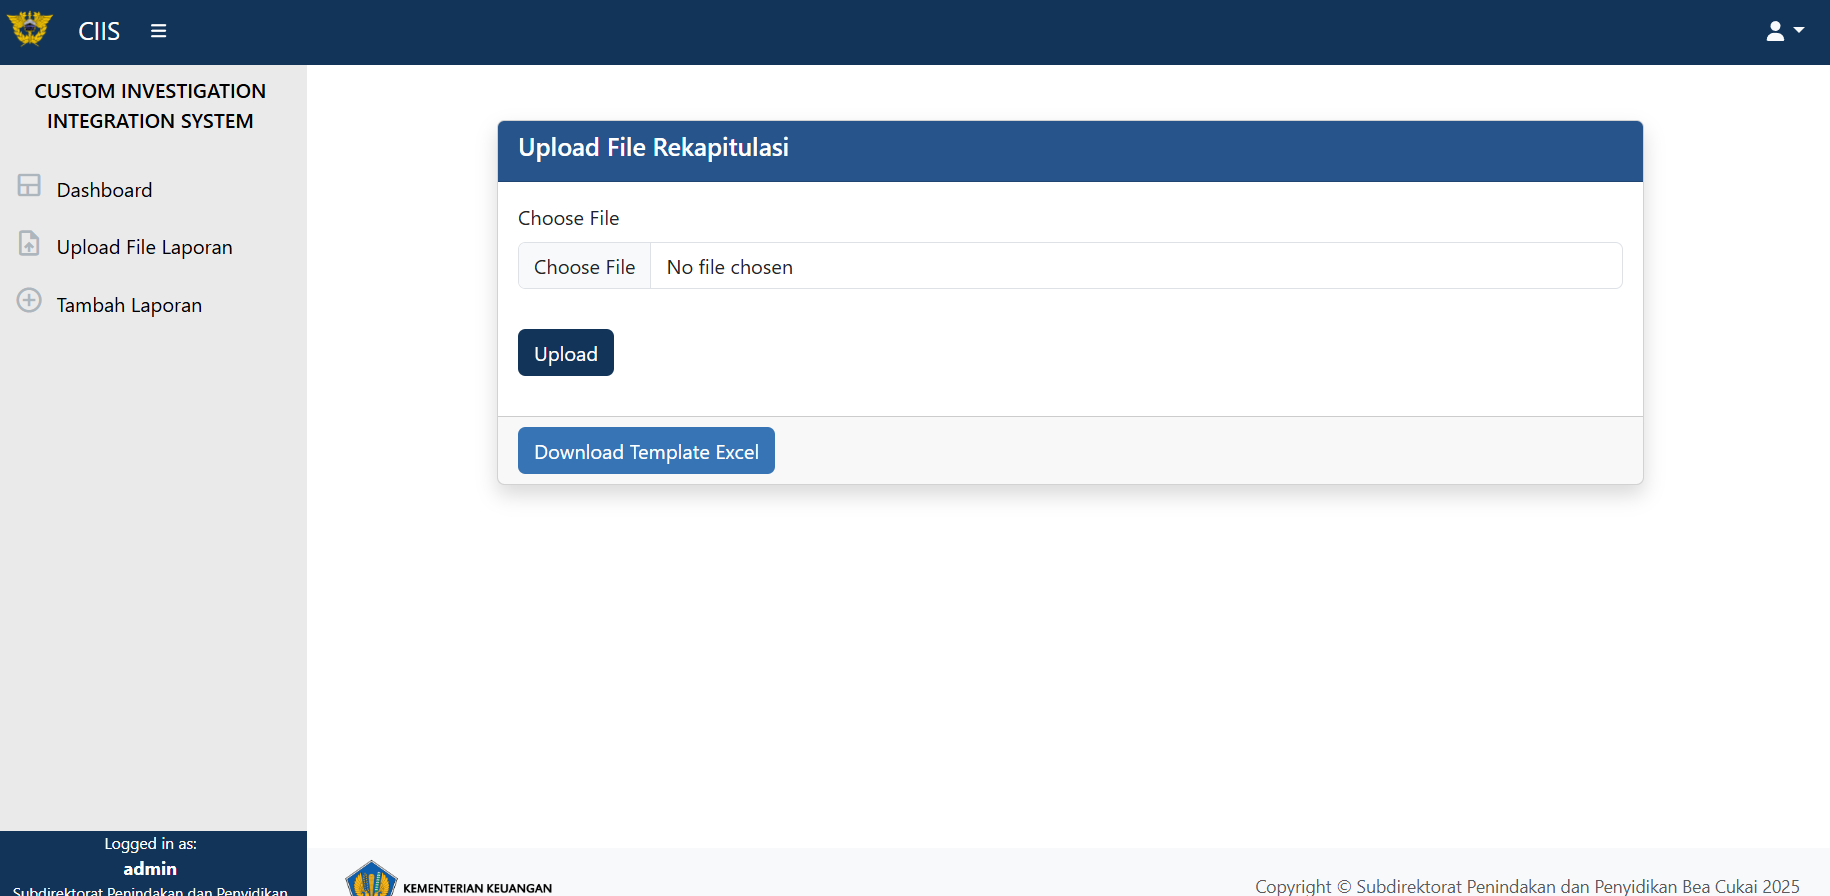 CIIS
CUSTOM INVESTIGATION
INTEGRATION SYSTEM
Dashboard
Upload File Laporan
Tambah Laporan
Upload File Rekapitulasi
Choose File
Choose File No file chosen
Upload
Download Template Excel
Logged in as:
admin
Subdirektorat Penindakan dan Penyidikan
KEMENTERIAN KEUANGAN
Copyright © Subdirektorat Penindakan dan Penyidikan Bea Cukai 2025